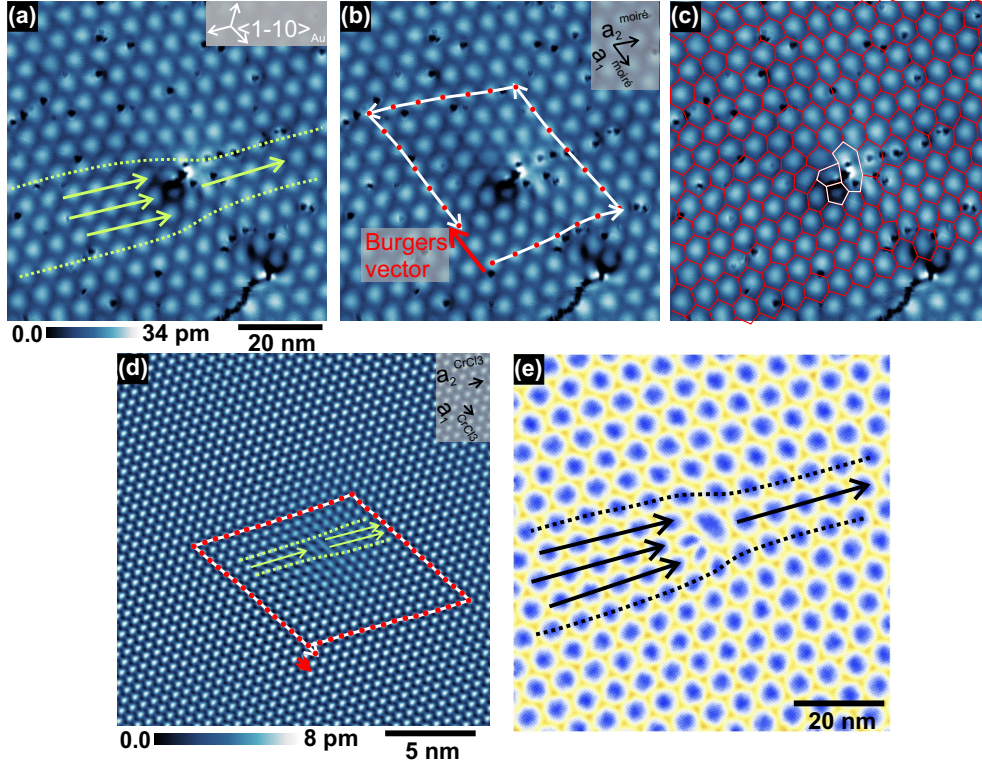 (a)
<1-10>Au
(b)
a2 moiré
a1 moiré
Burgers
vector
(c)
0.0 34 pm 20 nm
(d)
a2 CrCl3
a1 CrCl3
(e)
0.0 8 pm 5 nm
20 nm